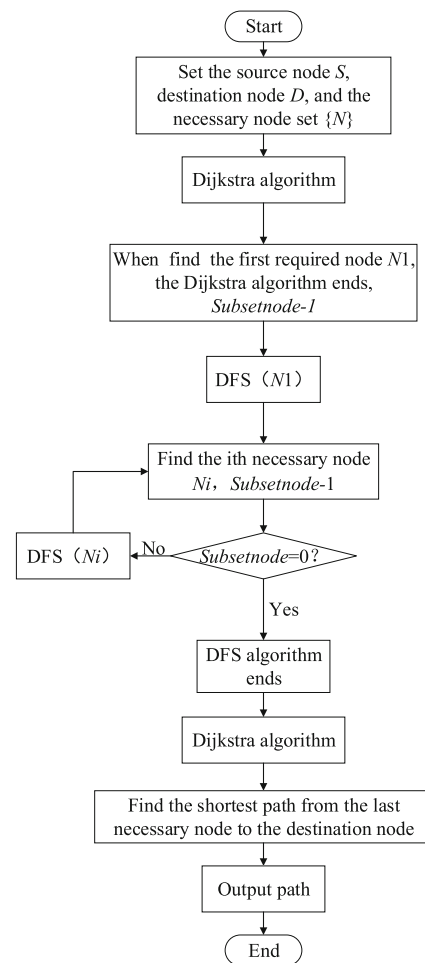 Start
Set the source node S,
destination node D, and the
necessary node set {N}
Dijkstra algorithm
When find the first required node N1,
the Dijkstra algorithm ends,
Subsetnode-1
DFS（N1）
Find the ith necessary node
Ni，Subsetnode-1
DFS（Ni）
No
Subsetnode=0？
Yes
DFS algorithm
ends
Dijkstra algorithm
Find the shortest path from the last
necessary node to the destination node
Output path
End